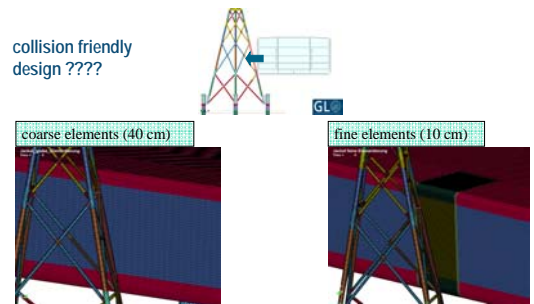 collision friendly
design ????
GL
coarse elements (40 cm)
fine elements (10 cm)